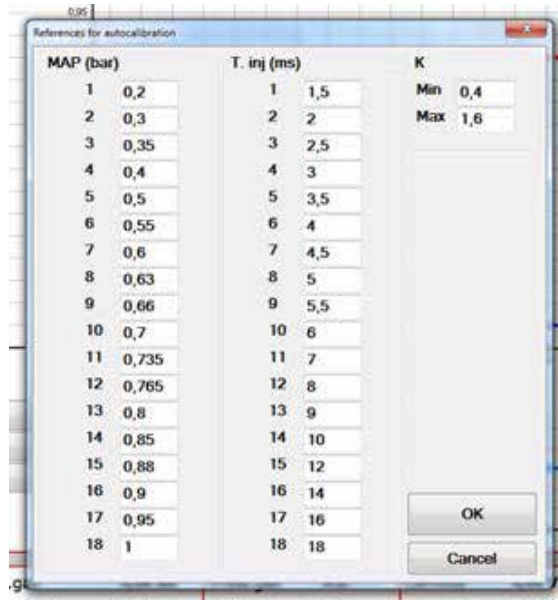 0,95
References for autocalibration
MAP (bar) T. inj (ms) K
1 0,2 1 1,5 Min 0,4
2 0,3 2 2 Max 1,6
3 0,35 3 2,5
4 0,4 4 3
5 0,5 5 3,5
6 0,55 6 4
7 0,6 7 4,5
8 0,63 8 5
9 0,66 9 5,5
10 0,7 10 6
11 0,735 11 7
12 0,765 12 8
13 0,8 13 9
14 0,85 14 10
15 0,88 15 12
16 0,9 16 14
17 0,95 17 16 OK
18 1 18 18 Cancel